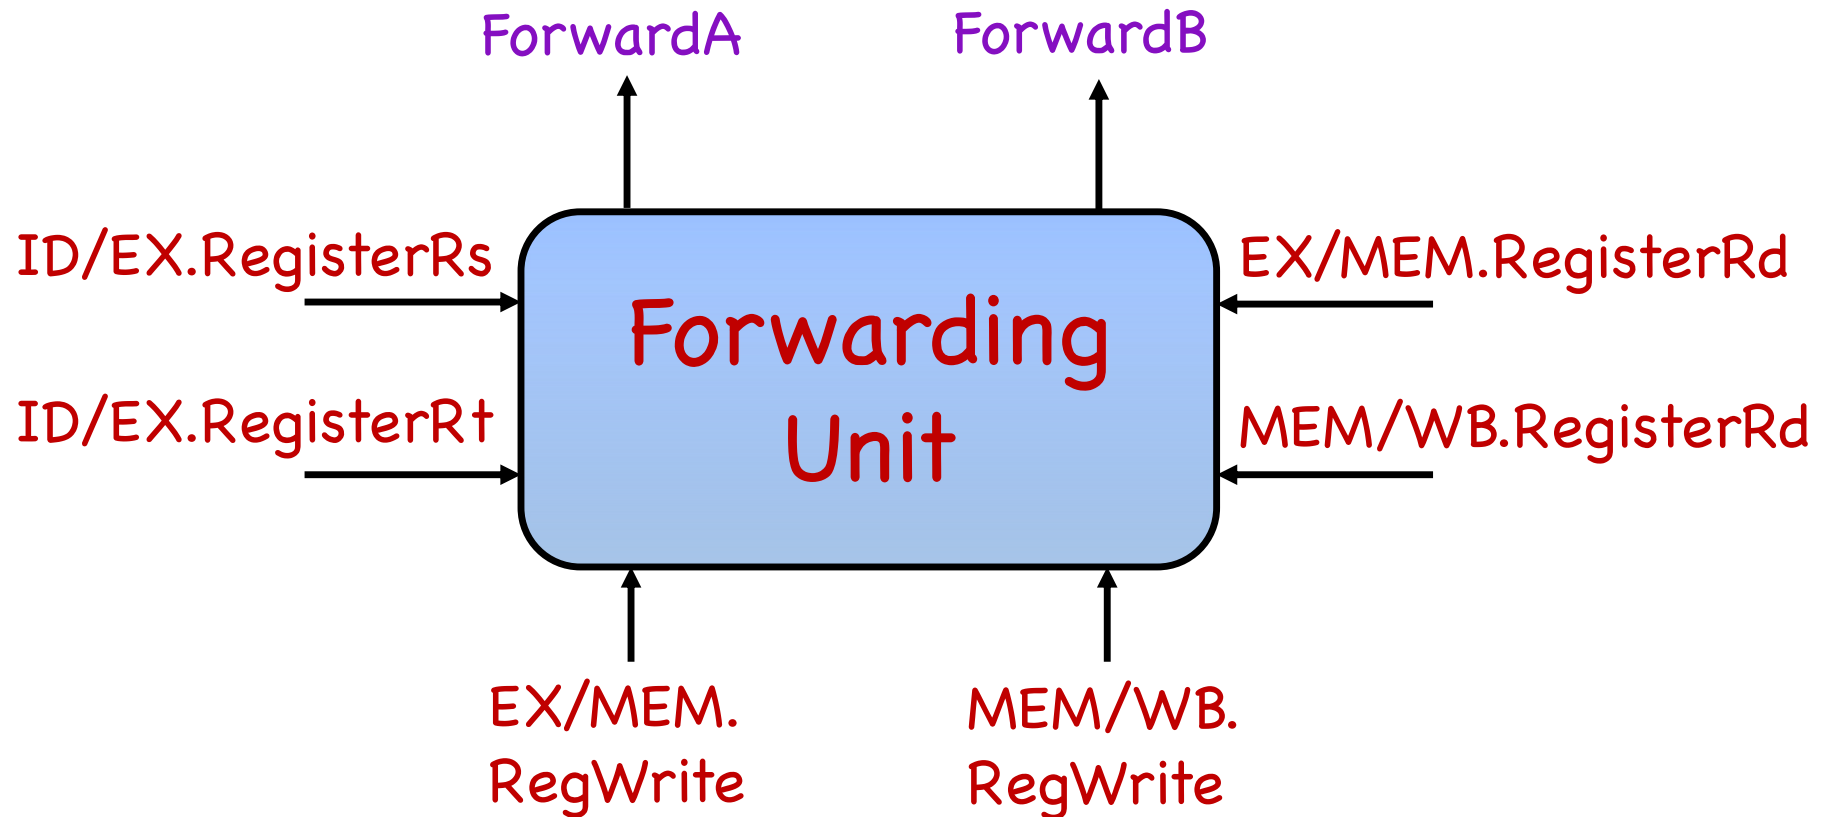 ForwardA
ForwardB
ID/EX.RegisterRs
EX/MEM.RegisterRd
Forwarding
Unit
ID/EX.RegisterRt
MEM/WB.RegisterRd
EX/MEM.
RegWrite
MEM/WB.
RegWrite